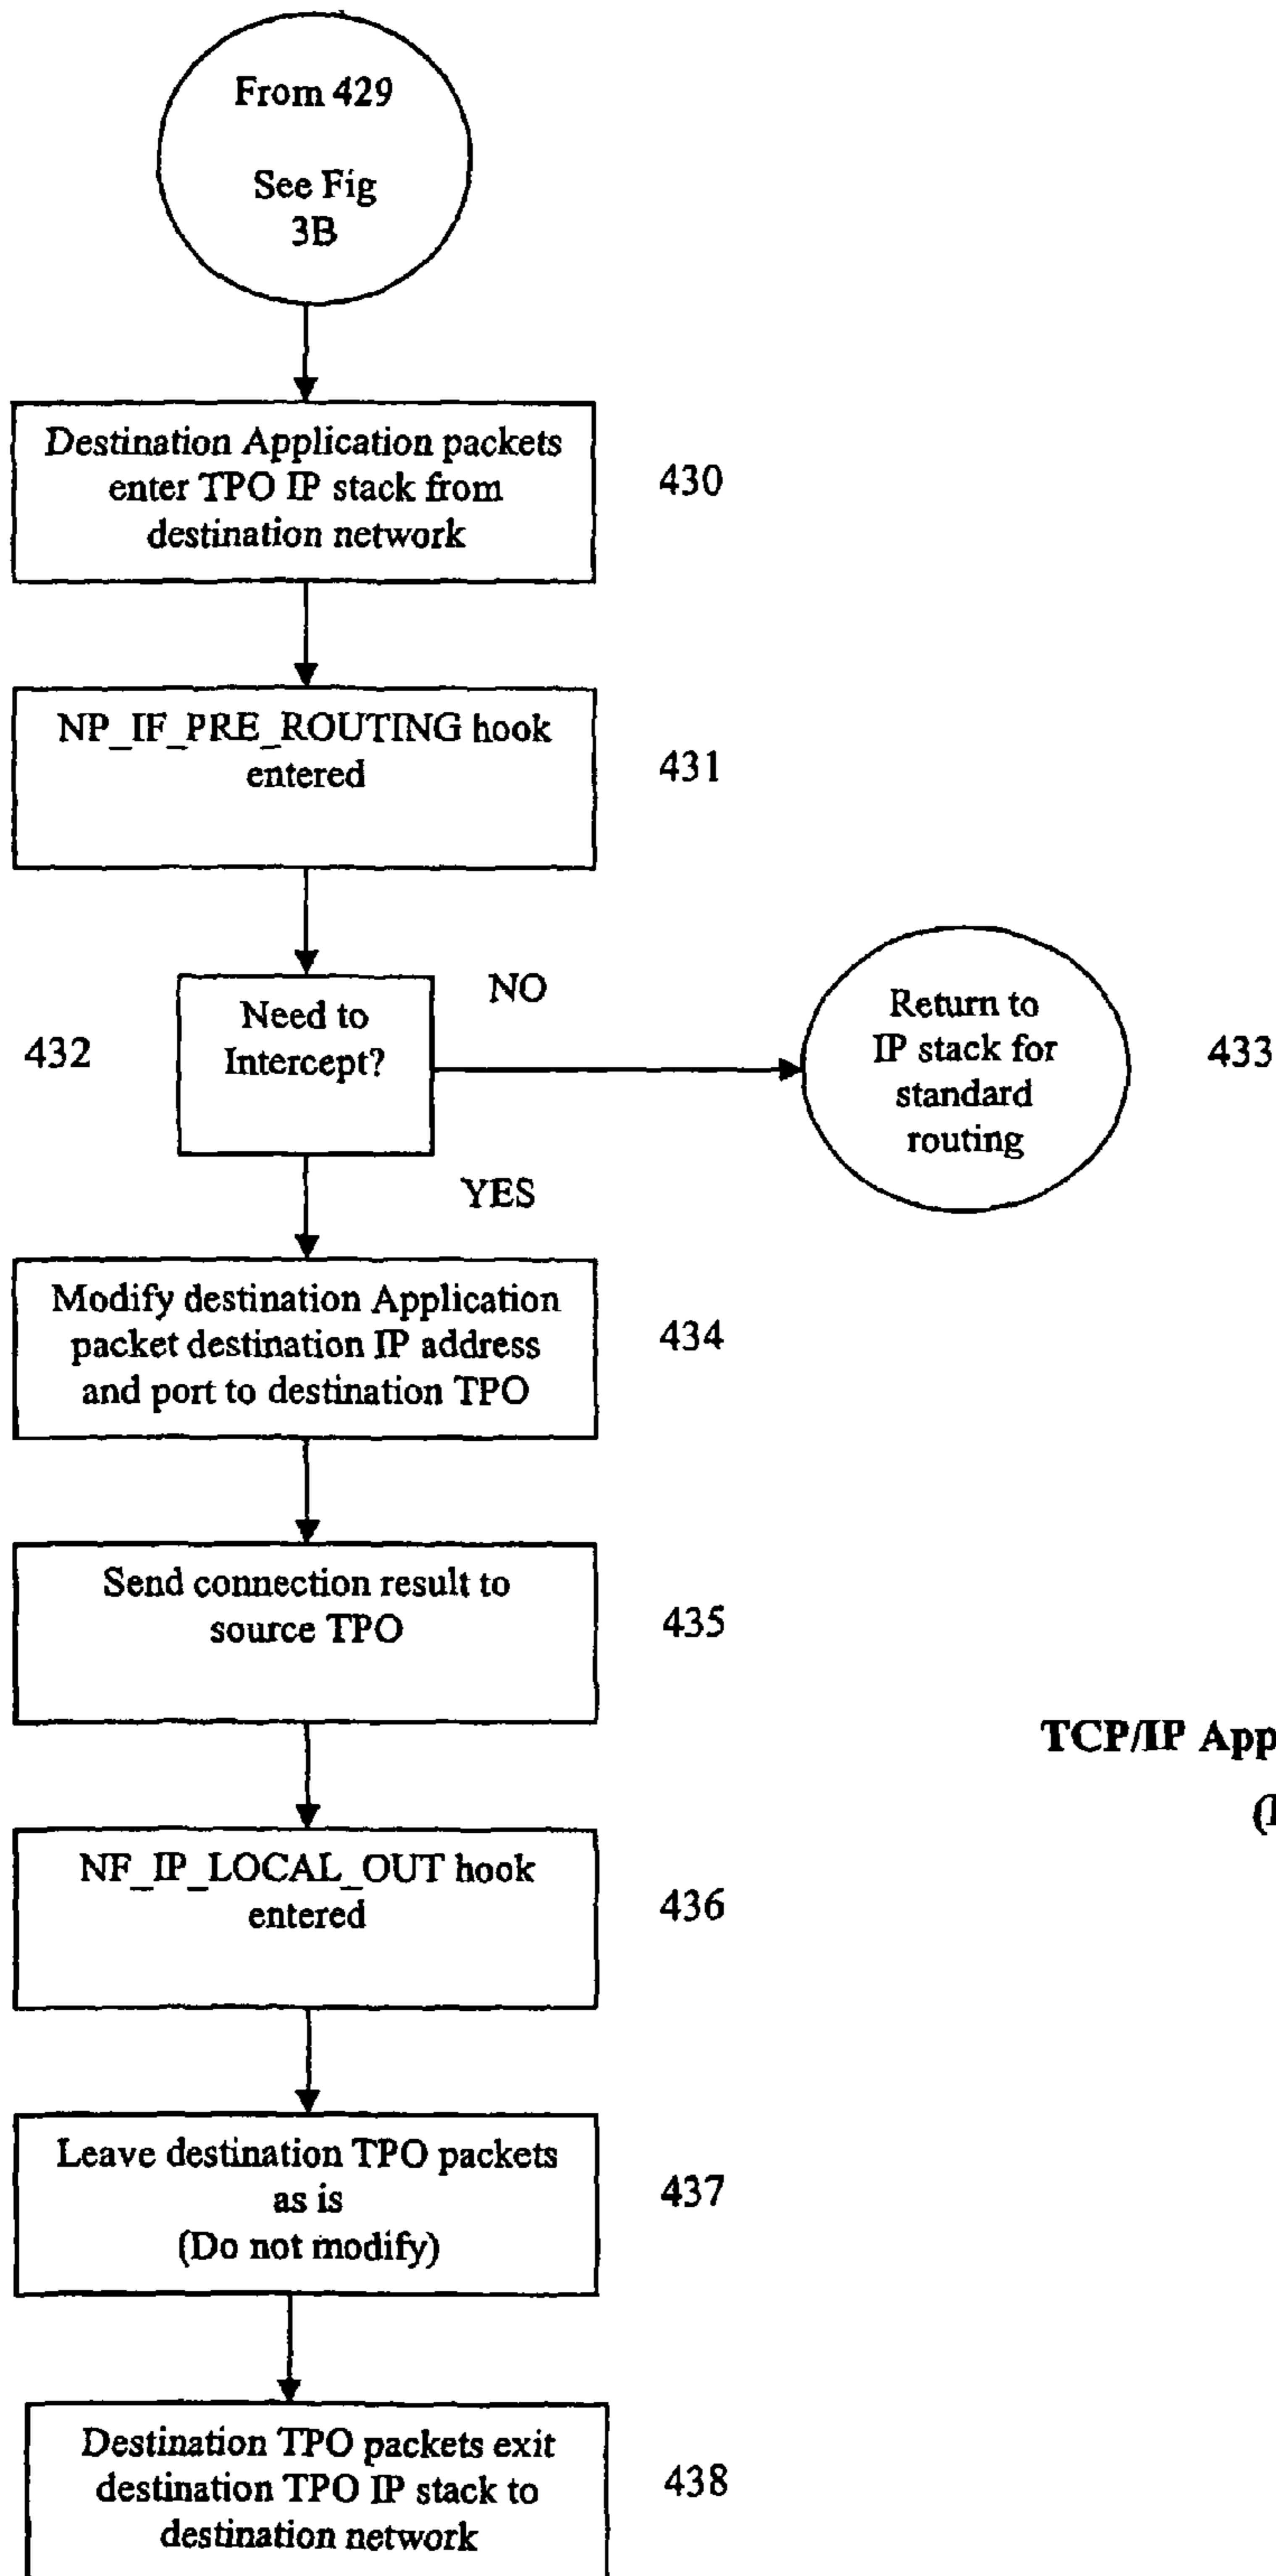 From 429
See Fig
3B
Destination Application packets
enter TPO IP stack from
destination network
430
NP_IF_PRE_ROUTING hook
entered
431
432
Need to
Intercept?
NO
Return to
IP stack for
standard
routing
433
YES
Modify destination Application
packet destination IP address
and port to destination TPO
434
Send connection result to
source TPO
435
TCP/IP App
NF_IP_LOCAL_OUT hook
entered
436
Leave destination TPO packets
as is
(Do not modify)
437
Destination TPO packets exit
destination TPO IP stack to
destination network
438